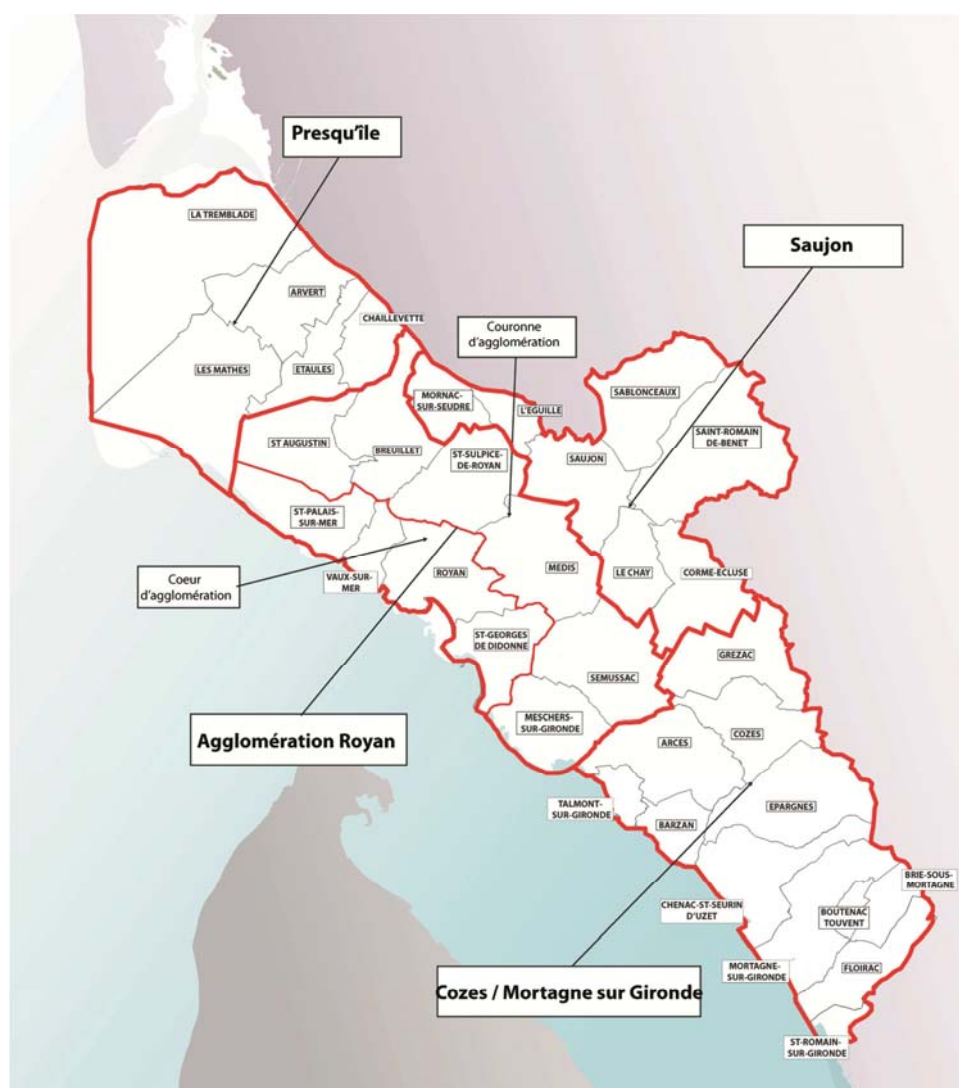 Presqu'île
LA TREMBLADE
Saujon
ARVERT
CHAILLEVETTE
Couronne
d'agglomération
LES MATHES
ETAULES
SABLONCEAUX
MORNAC-
SUR-SEUDRE
L'EGUILLE
SAINT-ROMAIN
DE-BENET
ST AUGUSTIN
BREUILLET
ST-SULPICE-
DE-ROYAN
SAUJON
ST-PALAIS-
SUR-MER
Coeur
d'agglomération
VAUX-SUR-
MER
ROYAN
MEDIS
LE CHAY
CORME-ECLUSE
ST-GEORGES
DE DIDONNE
GREZAC
SEMUSSAC
MESCHERS-
SUR-GIRONDE
Agglomération Royan
ARCES
COZES
TALMONT-
SUR-GIRONDE
BARZAN
EPARGNES
BRIE-SOUS-
MORTAGNE
CHENAC-ST-SEURIN
D'UZET
BOUTENAC
TOUVENT
MORTAGNE-
SUR-GIRONDE
FLOIRAC
Cozes / Mortagne sur Gironde
ST-ROMAIN-
SUR-GIRONDE